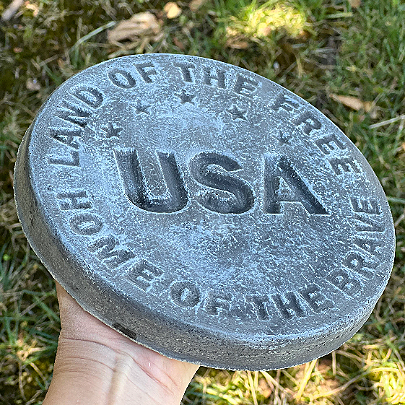 LAND OF THE FREE
USA
HOME OF THE BRAVE